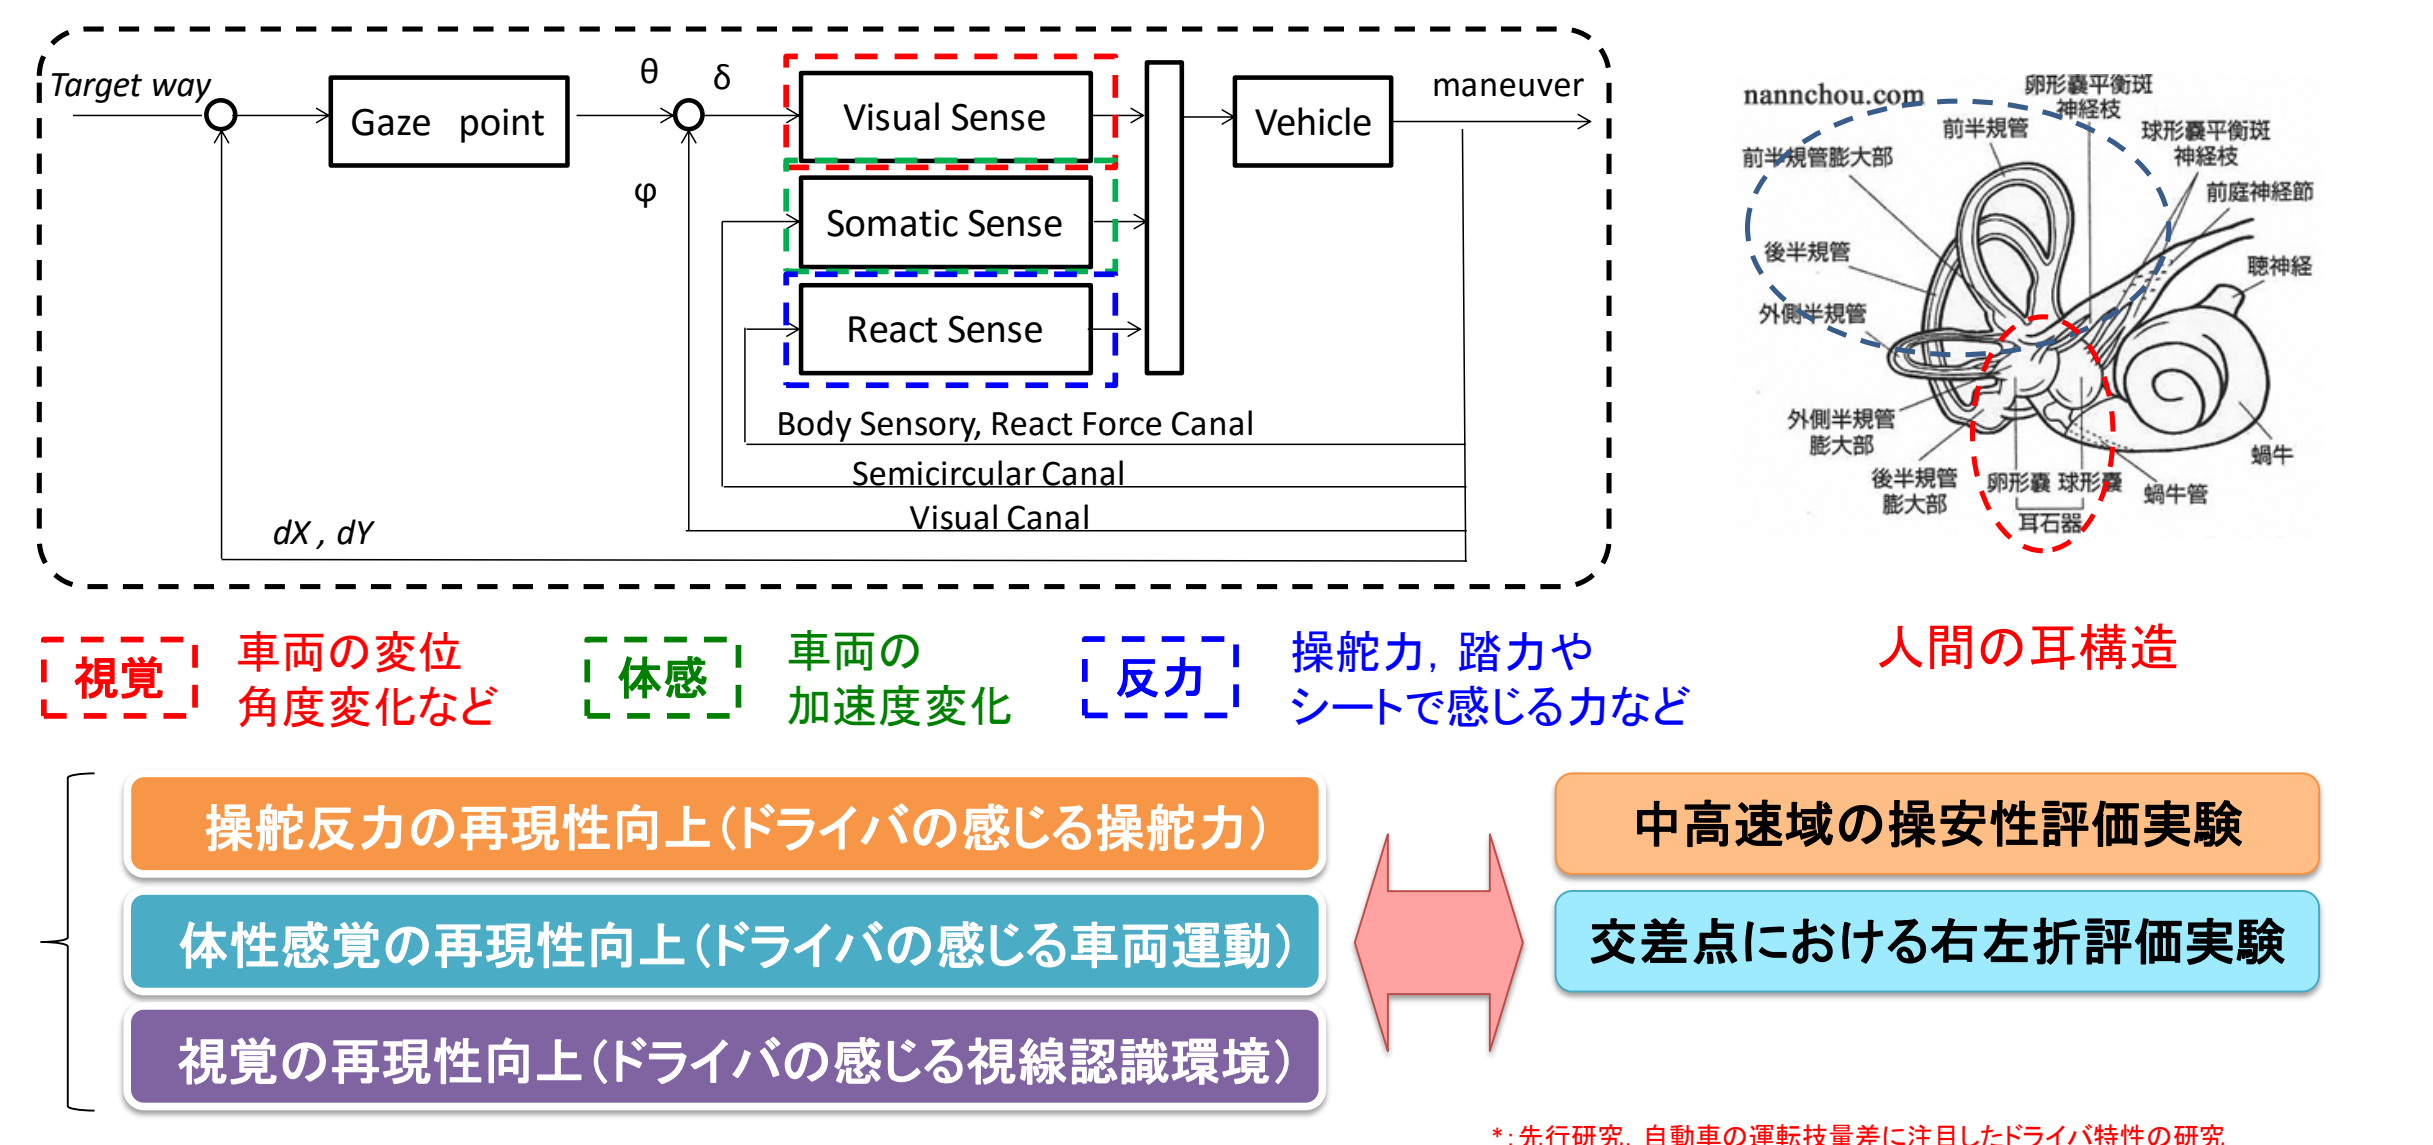 Target way
Gaze point
θ
δ
φ
Visual Sense
Somatic Sense
React Sense
Vehicle
maneuver
Body Sensory, React Force Canal
Semicircular Canal
Visual Canal
dX , dY
nannchou.com
卵形嚢平衡斑
神経枝
前半規管
球形嚢平衡斑
神経枝
前半規管膨大部
前庭神経節
後半規管
聴神経
外側半規管
外側半規管
膨大部
後半規管
膨大部
卵形嚢 球形嚢
耳石器
蝸牛管
蝸牛
人間の耳構造
視覚
車両の変位
角度変化など
体感
車両の
加速度変化
反力
操舵力, 踏力や
シートで感じる力など
操舵反力の再現性向上(ドライバの感じる操舵力)
体性感覚の再現性向上(ドライバの感じる車両運動)
視覚の再現性向上(ドライバの感じる視線認識環境)
中高速域の操安性評価実験
交差点における右左折評価実験
*:先行研究, 自動車の運転技量差に注目したドライバ特性の研究